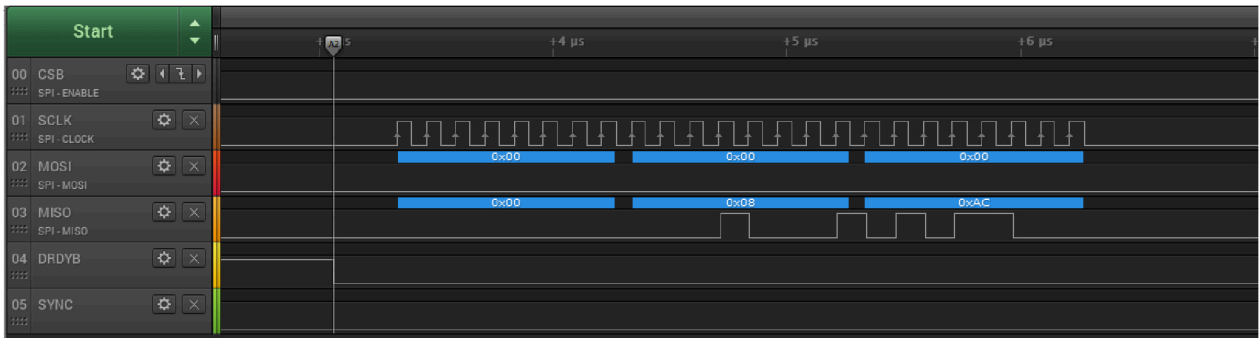 Start
A2
s
+4 µs
+5 µs
+6 µs
+
00 CSB
SPI - ENABLE
01 SCLK
SPI - CLOCK
02 MOSI
SPI - MOSI
0x00
0x00
0x00
03 MISO
SPI - MISO
0x00
0x08
0xAC
04 DRDYB
05 SYNC